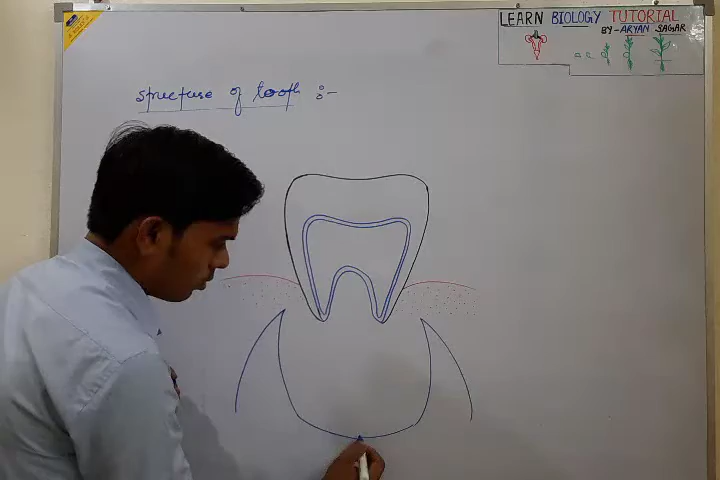 LEARN BIOLOGY TUTORIAL
BY-ARYAN SAGAR
structure of tooth :-